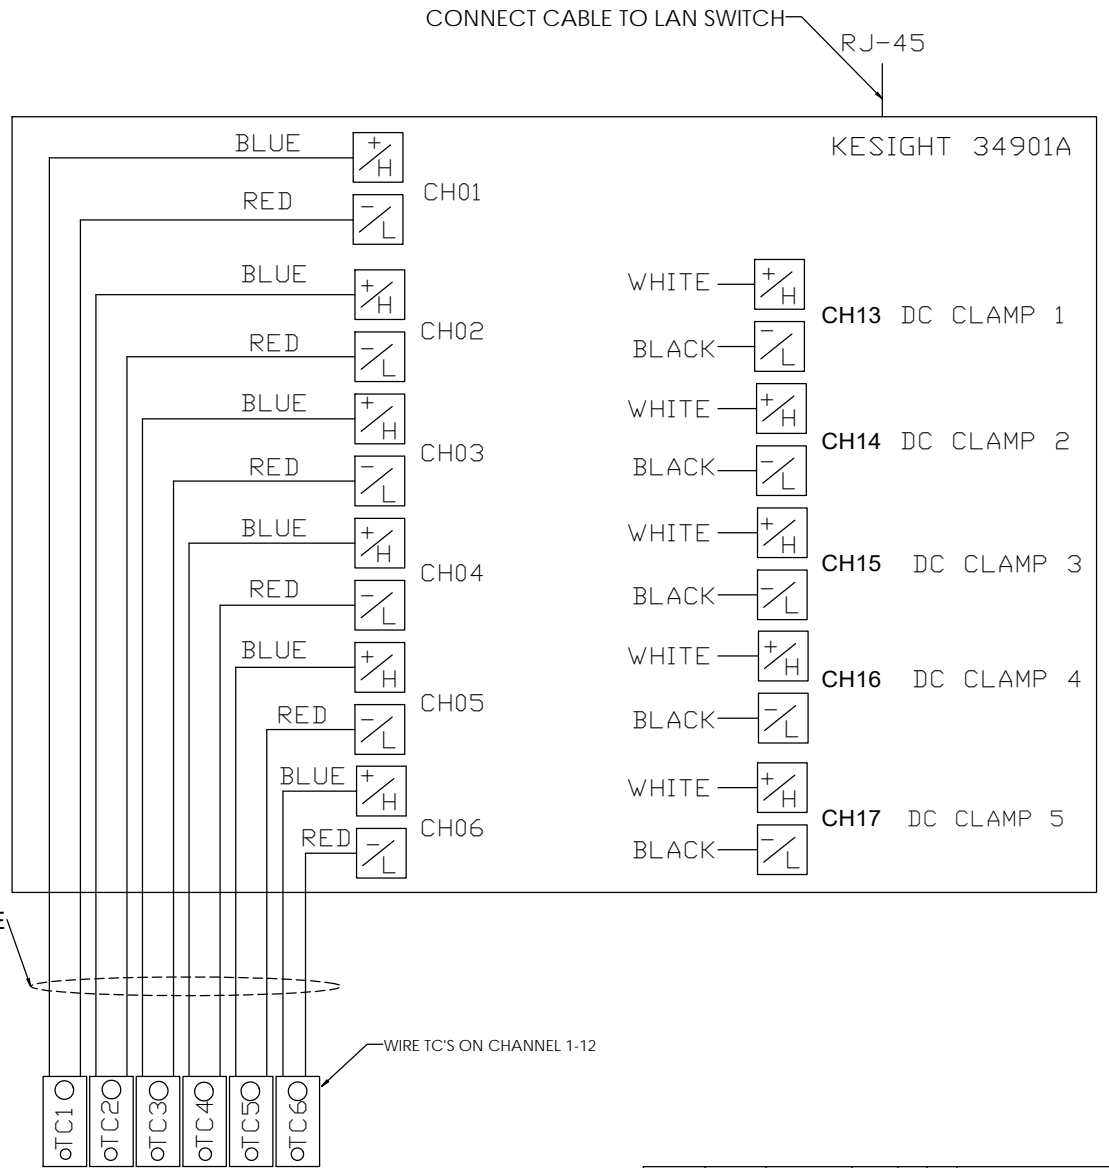 CONNECT CABLE TO LAN SWITCH
RJ-45
KESIGHT 34901A
BLUE + H
CH01
RED - L
BLUE + H
CH02
RED - L
BLUE + H
CH03
RED - L
BLUE + H
CH04
RED - L
BLUE + H
CH05
RED - L
BLUE + H
CH06
RED - L
WHITE + H
CH13 DC CLAMP 1
BLACK - L
WHITE + H
CH14 DC CLAMP 2
BLACK - L
WHITE + H
CH15 DC CLAMP 3
BLACK - L
WHITE + H
CH16 DC CLAMP 4
BLACK - L
WHITE + H
CH17 DC CLAMP 5
BLACK - L
E
WIRE TC'S ON CHANNEL 1-12
TC1
TC2
TC3
TC4
TC5
TC6